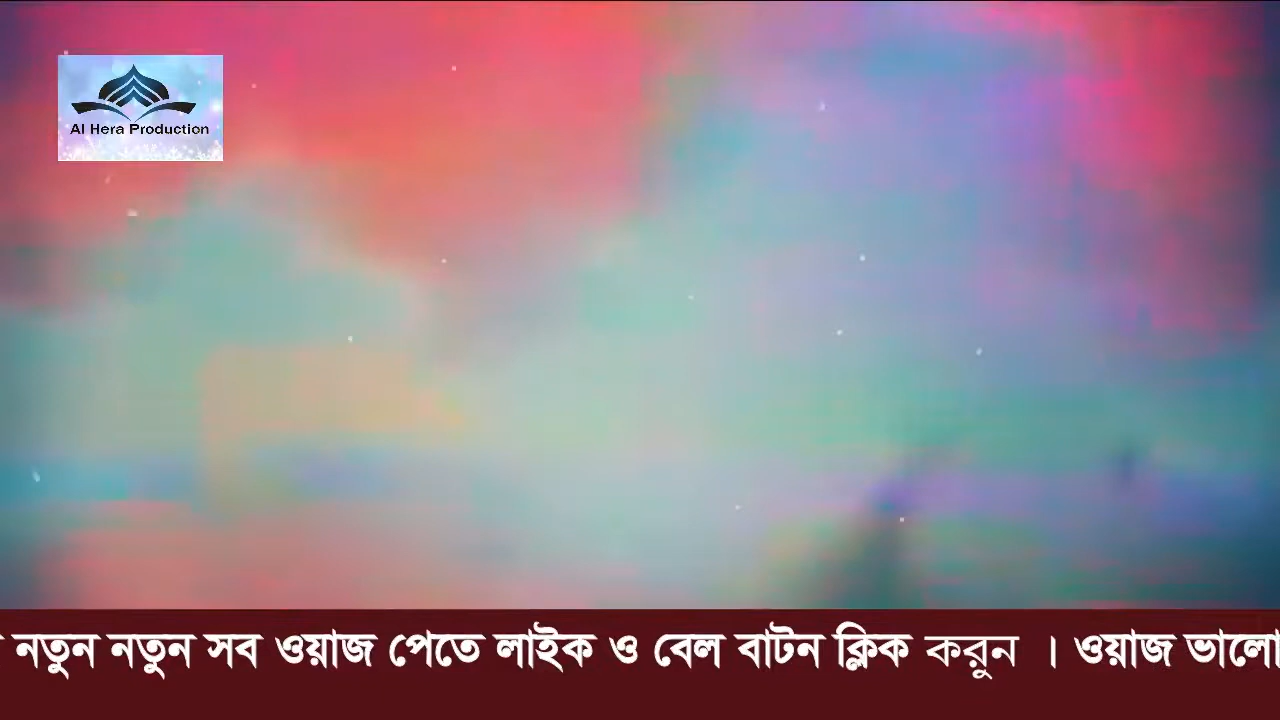 Al Hera Production
নতুন নতুন সব ওয়াজ পেতে লাইক ও বেল বাটন ক্লিক করুন । ওয়াজ ভালো